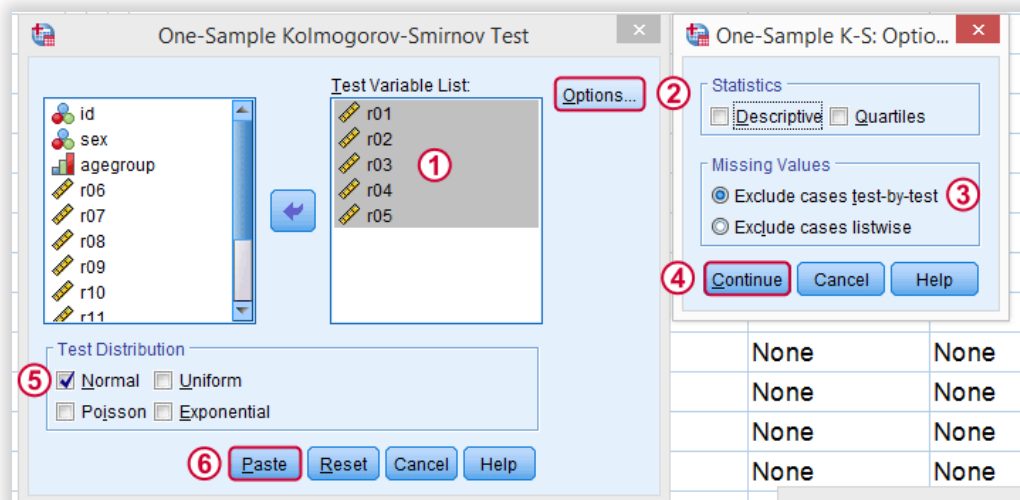 One-Sample Kolmogorov-Smirnov Test
×
id
sex
agegroup
r06
r07
r08
r09
r10
r11
Test Variable List:
r01
r02
r03
r04
r05
1
Options...
2
Test Distribution
5
Normal
Uniform
Poisson
Exponential
6
Paste
Reset
Cancel
Help
One-Sample K-S: Optio...
×
Statistics
Descriptive
Quartiles
Missing Values
Exclude cases test-by-test
3
Exclude cases listwise
4
Continue
Cancel
Help
None None
None None
None None
None None